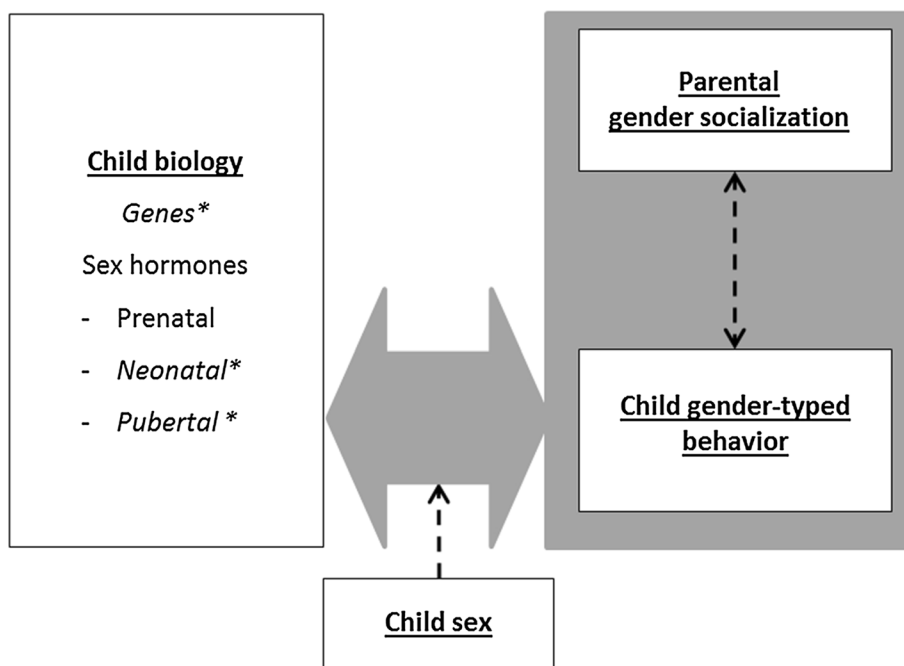 Child biology
Genes*
Sex hormones
- Prenatal
- Neonatal*
- Pubertal *
Parental
gender socialization
Child gender-typed
behavior
Child sex